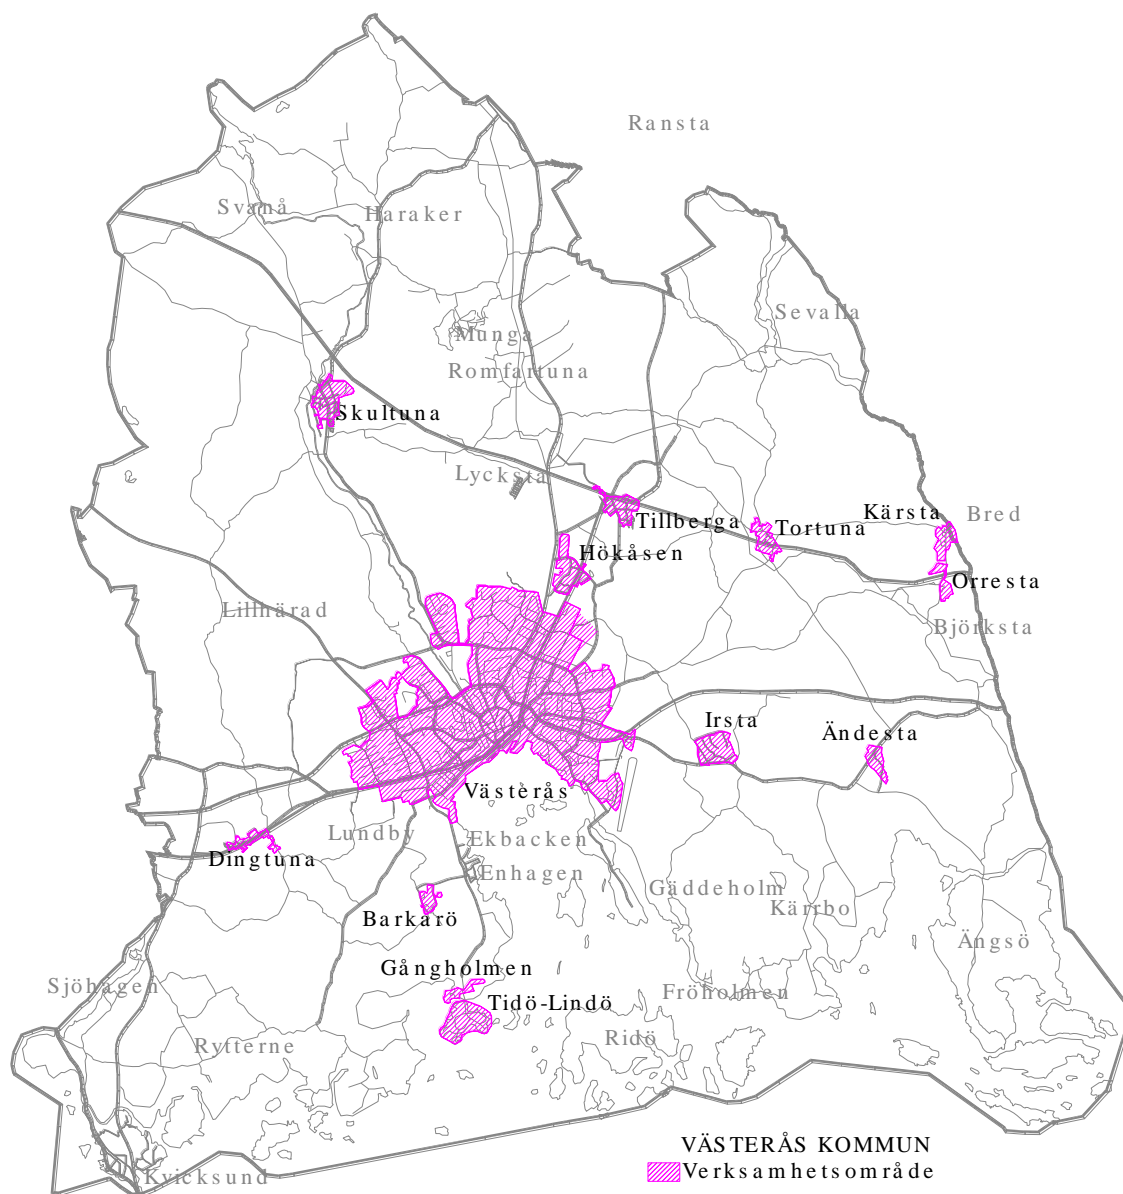 Ransta
Svanå
Haraker
Sevalla
Munga
Romfartuna
Skultuna
Lycksta
Kärsta
Bred
Tillberga
Tortuna
Hökåsen
Orresta
Lillhärad
Björksta
Irsta
Ändesta
Västerås
Lundby
Ekbacken
Dingtuna
Enhagen
Gäddeholm
Kärrbo
Barkarö
Ängsö
Gångholmen
Sjöhagen
Fröholmen
Tidö-Lindö
Ridö
Rytterne
VÄSTERÅS KOMMUN
Verksamhetsområde
Kvicksund